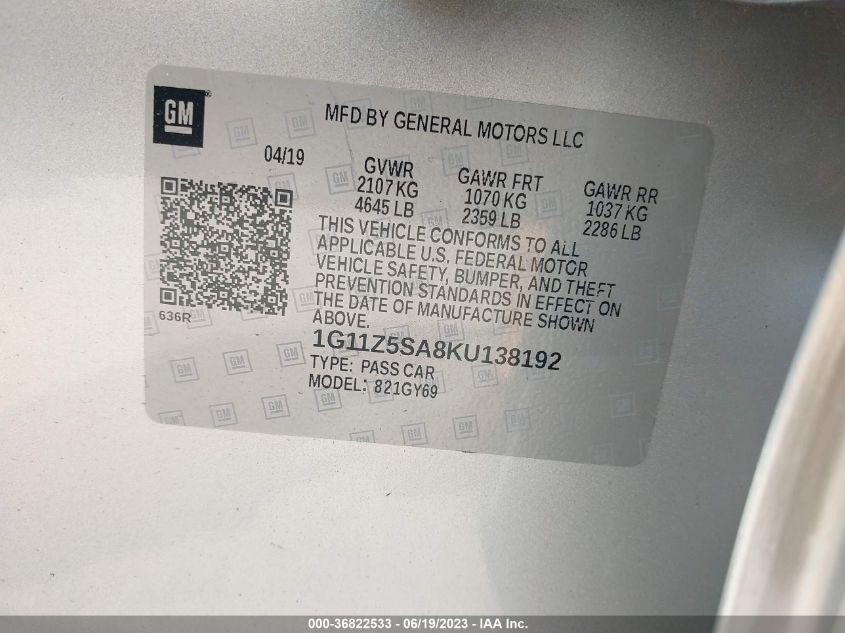 GM
MFD BY GENERAL MOTORS LLC
04/19
GVWR
2107 KG
4645 LB
GAWR FRT
1070 KG
2359 LB
GAWR RR
1037 KG
2286 LB
THIS VEHICLE CONFORMS TO ALL
APPLICABLE U.S. FEDERAL MOTOR
VEHICLE SAFETY, BUMPER, AND THEFT
PREVENTION STANDARDS IN EFFECT ON
THE DATE OF MANUFACTURE SHOWN
ABOVE.
636R
1G11Z5SA8KU138192
TYPE: PASS CAR
MODEL: 821GY69
000-36822533 - 06/19/2023 - IAA Inc.